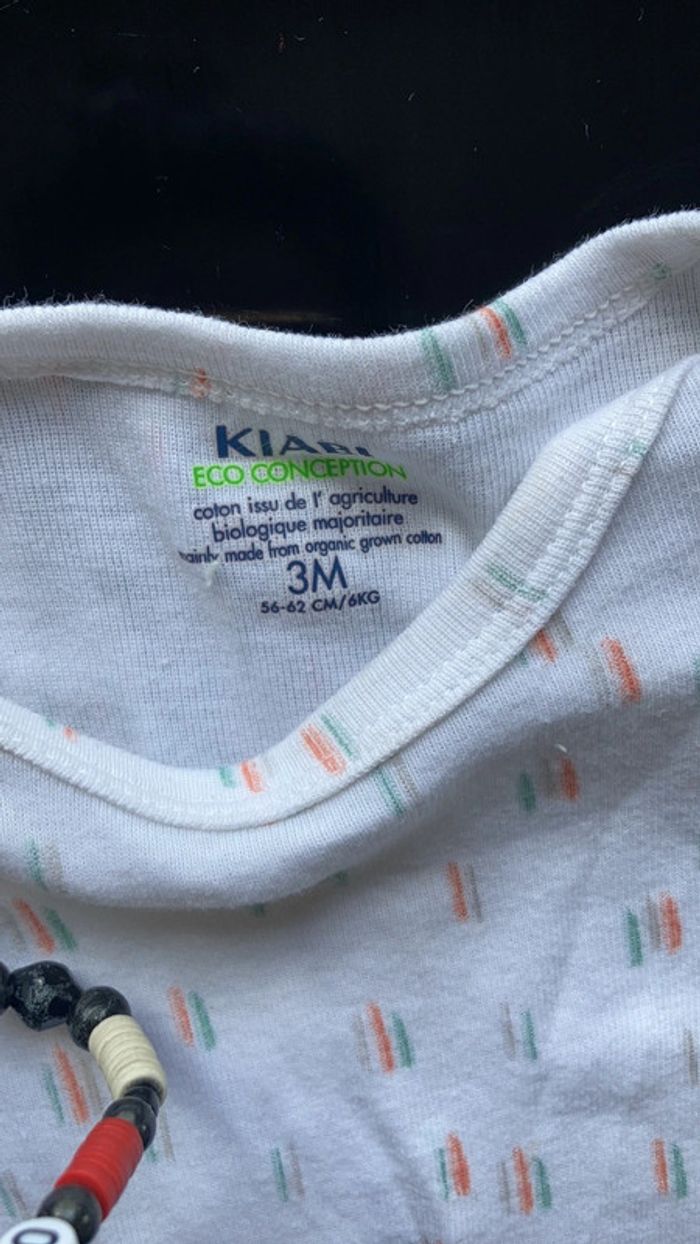 KIABI
ECO CONCEPTION
coton issu de l' agriculture
biologique majoritaire
mainly made from organic grown cotton
3M
56-62 CM/6KG